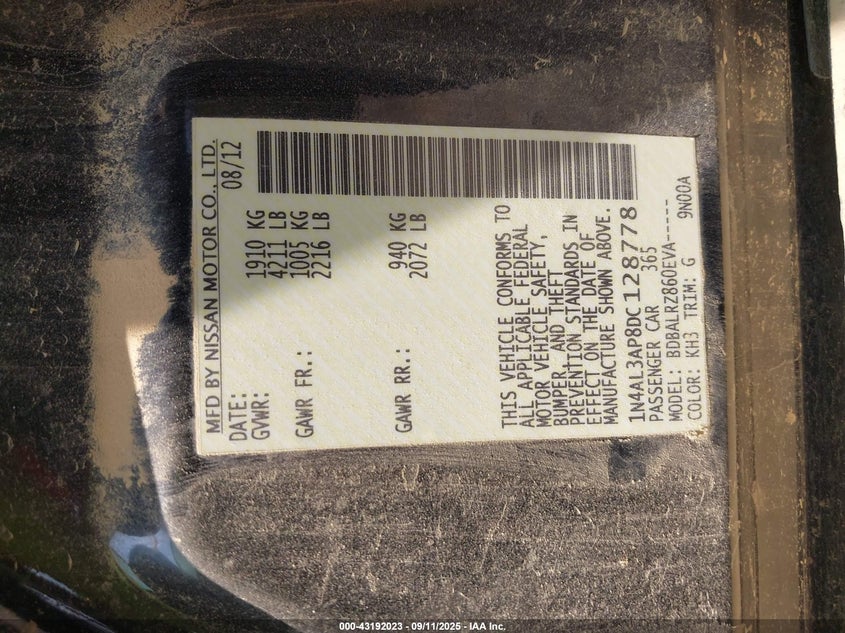 MFD BY NISSAN MOTOR CO., LTD.
DATE: 08/12
GVWR: 1910 KG
4211 LB
GAWR FR.: 1005 KG
2216 LB
GAWR RR.: 940 KG
2072 LB
THIS VEHICLE CONFORMS TO
ALL APPLICABLE FEDERAL
MOTOR VEHICLE SAFETY,
BUMPER AND THEFT
PREVENTION STANDARDS IN
EFFECT ON THE DATE OF
MANUFACTURE SHOWN ABOVE.
1N4AL3AP8DC128778
PASSENGER CAR 365
MODEL: BDBALRZ860EVA-----
COLOR: KH3 TRIM: G 9N00A
000-43192023 - 09/11/2025 - IAA Inc.